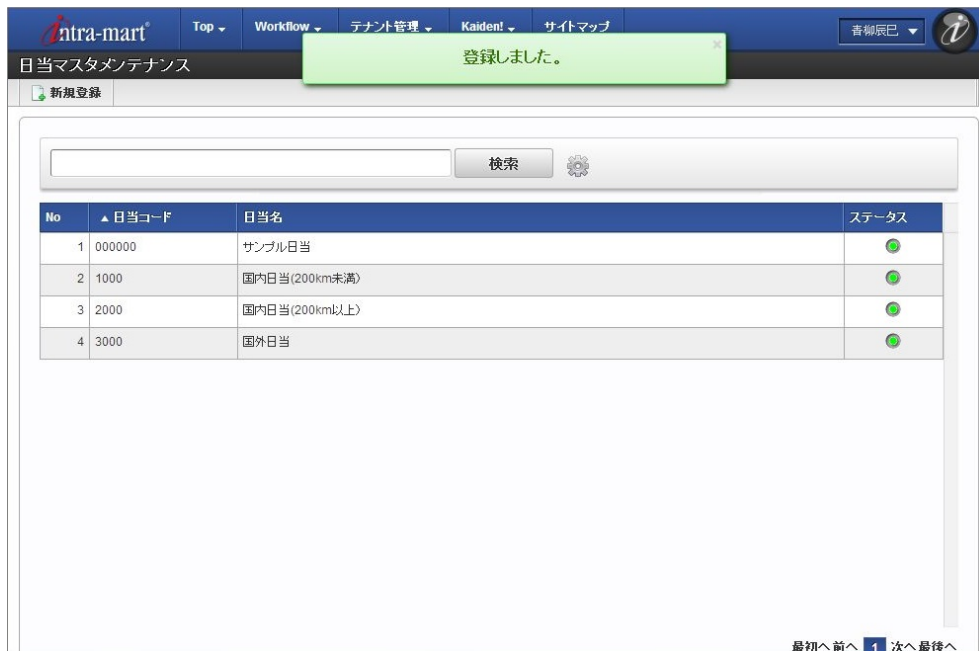 intra-mart® Top Workflow テナント管理 Kaiden! サイトマップ 青柳辰巳
登録しました。
×
日当マスタメンテナンス
新規登録
検索
No ▲ 日当コード 日当名 ステータス
1 000000 サンプル日当
2 1000 国内日当(200km未満)
3 2000 国内日当(200km以上)
4 3000 国外日当
最初へ 前へ 1 次へ 最後へ